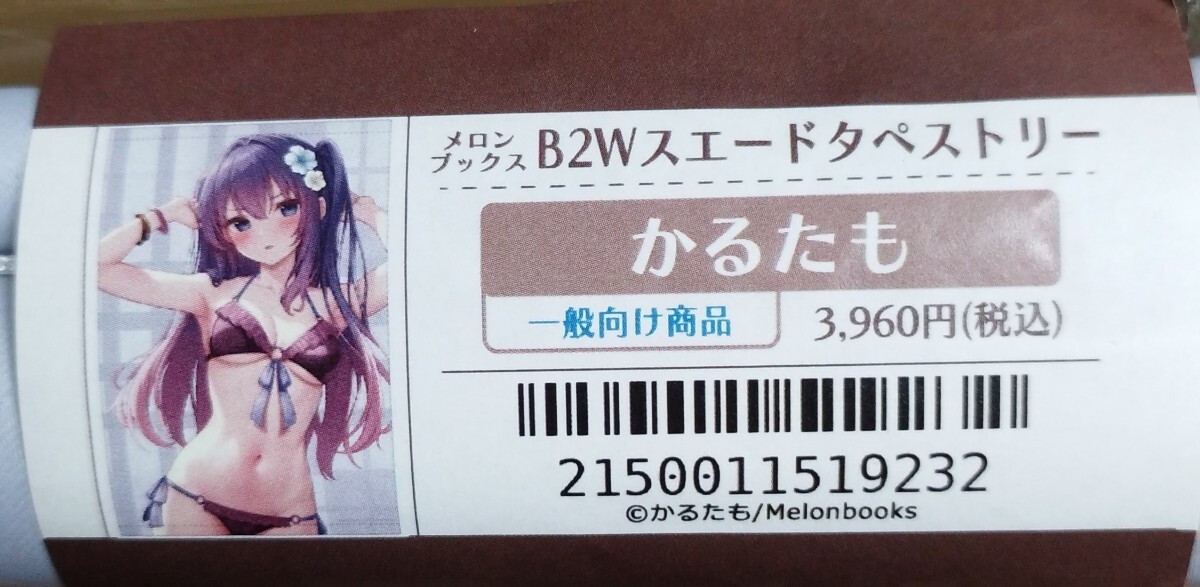 メロン
ブックス B2Wスエードタペストリー
かるたも
一般向け商品 3,960円(税込)
2150011519232
©かるたも/Melonbooks